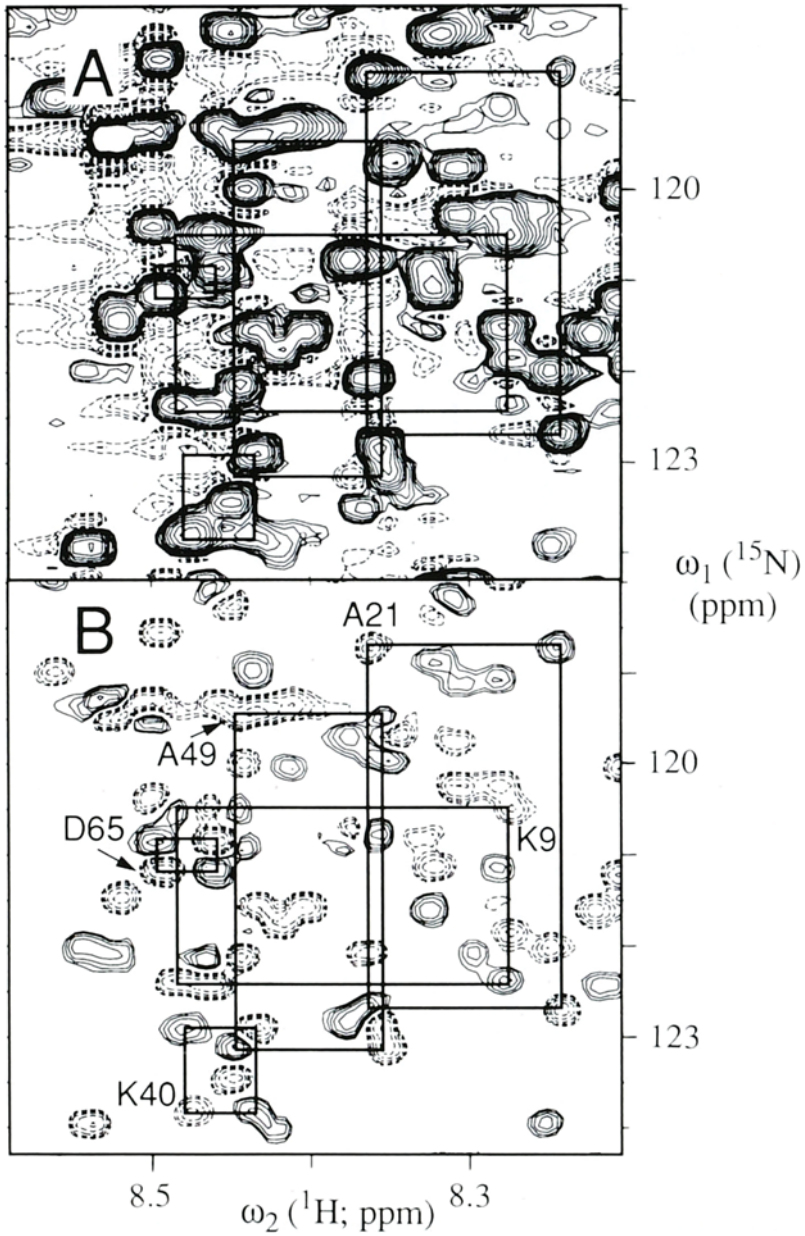 A
120
123
ω₁ (¹⁵N)
(ppm)
B
A21
A49
120
D65
K9
123
K40
8.5
8.3
ω₂ (¹H; ppm)